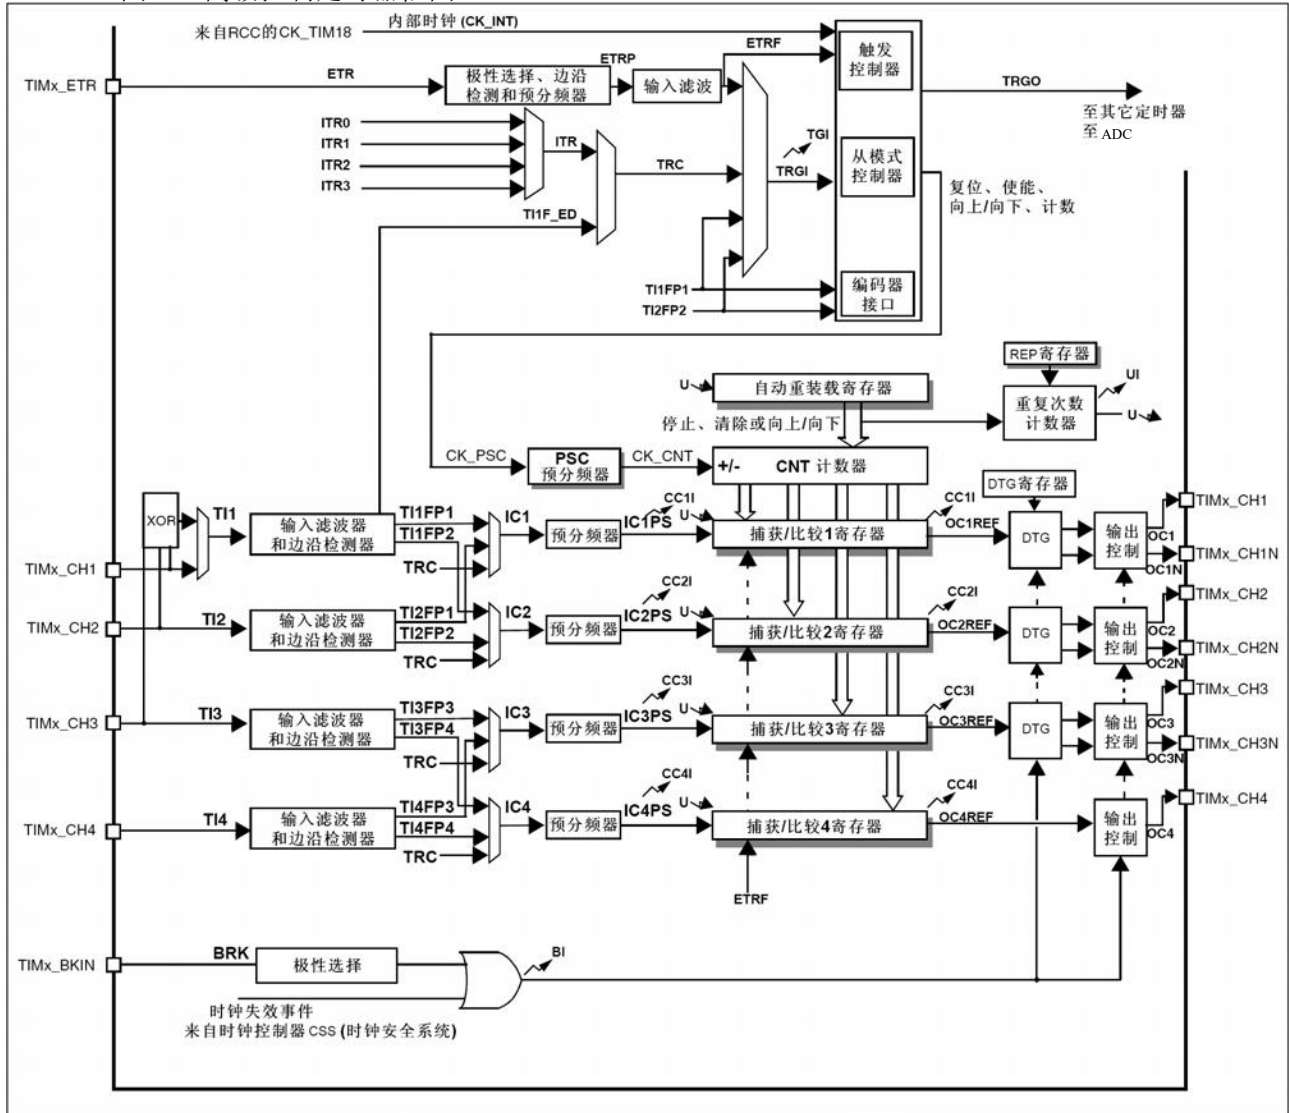 来自RCC的CK_TIM18
内部时钟 (CK_INT)
ETRF
触发
控制器
TIMx_ETR
ETR
极性选择、边沿
检测和预分频器
ETRP
输入滤波
TRGO
至其它定时器
至 ADC
ITR0
ITR1
ITR2
ITR3
ITR
TRC
TGI
TRGI
从模式
控制器
复位、使能、
向上/向下、计数
TI1F_ED
TI1FP1
TI2FP2
编码器
接口
REP寄存器
U
自动重装载寄存器
UI
重复次数
计数器
U
停止、清除或向上/向下
CK_PSC
PSC
预分频器
CK_CNT
+/-
CNT 计数器
DTG寄存器
XOR
TI1
输入滤波器
和边沿检测器
TI1FP1
TI1FP2
TRC
IC1
预分频器
CC1I
IC1PS
U
捕获/比较1寄存器
CC1I
OC1REF
DTG
输出
控制
OC1
OC1N
TIMx_CH1
TIMx_CH1N
TIMx_CH1
TIMx_CH2
TI2
输入滤波器
和边沿检测器
TI2FP1
TI2FP2
TRC
IC2
预分频器
CC2I
IC2PS
U
捕获/比较2寄存器
CC2I
OC2REF
DTG
输出
控制
OC2
OC2N
TIMx_CH2
TIMx_CH2N
TIMx_CH3
TI3
输入滤波器
和边沿检测器
TI3FP3
TI3FP4
TRC
IC3
预分频器
CC3I
IC3PS
U
捕获/比较3寄存器
CC3I
OC3REF
DTG
输出
控制
OC3
OC3N
TIMx_CH3
TIMx_CH3N
TIMx_CH4
TI4
输入滤波器
和边沿检测器
TI4FP3
TI4FP4
TRC
IC4
预分频器
CC4I
IC4PS
U
捕获/比较4寄存器
CC4I
OC4REF
输出
控制
OC4
TIMx_CH4
ETRF
TIMx_BKIN
BRK
极性选择
BI
时钟失效事件
来自时钟控制器 CSS (时钟安全系统)